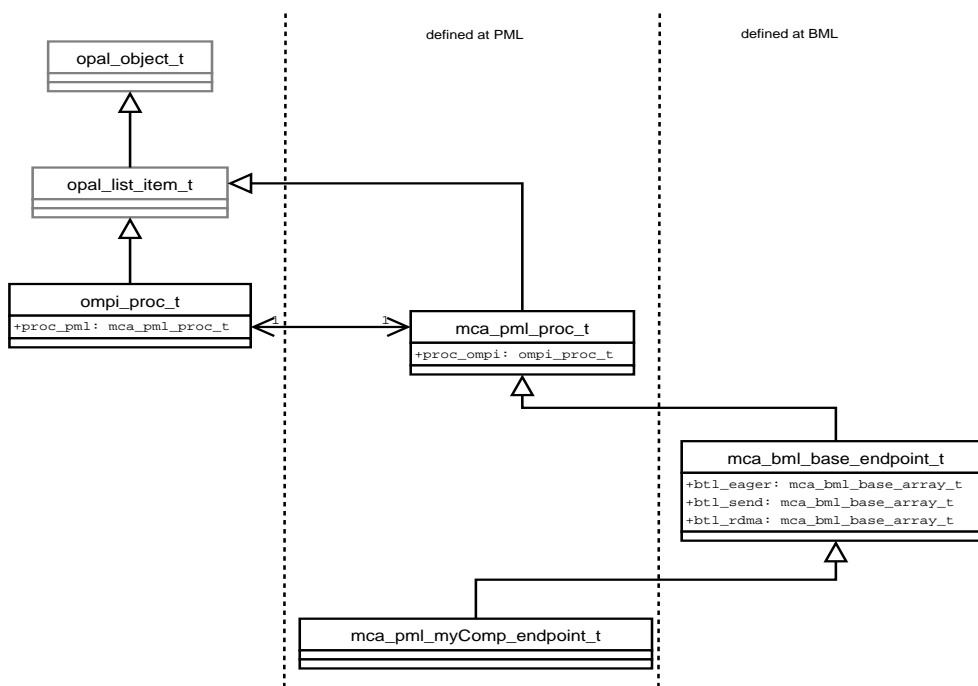 defined at PML
defined at BML
opal_object_t
opal_list_item_t
ompi_proc_t
+proc_pml: mca_pml_proc_t
1
1
mca_pml_proc_t
+proc_ompi: ompi_proc_t
mca_bml_base_endpoint_t
+btl_eager: mca_bml_base_array_t
+btl_send: mca_bml_base_array_t
+btl_rdma: mca_bml_base_array_t
mca_pml_myComp_endpoint_t